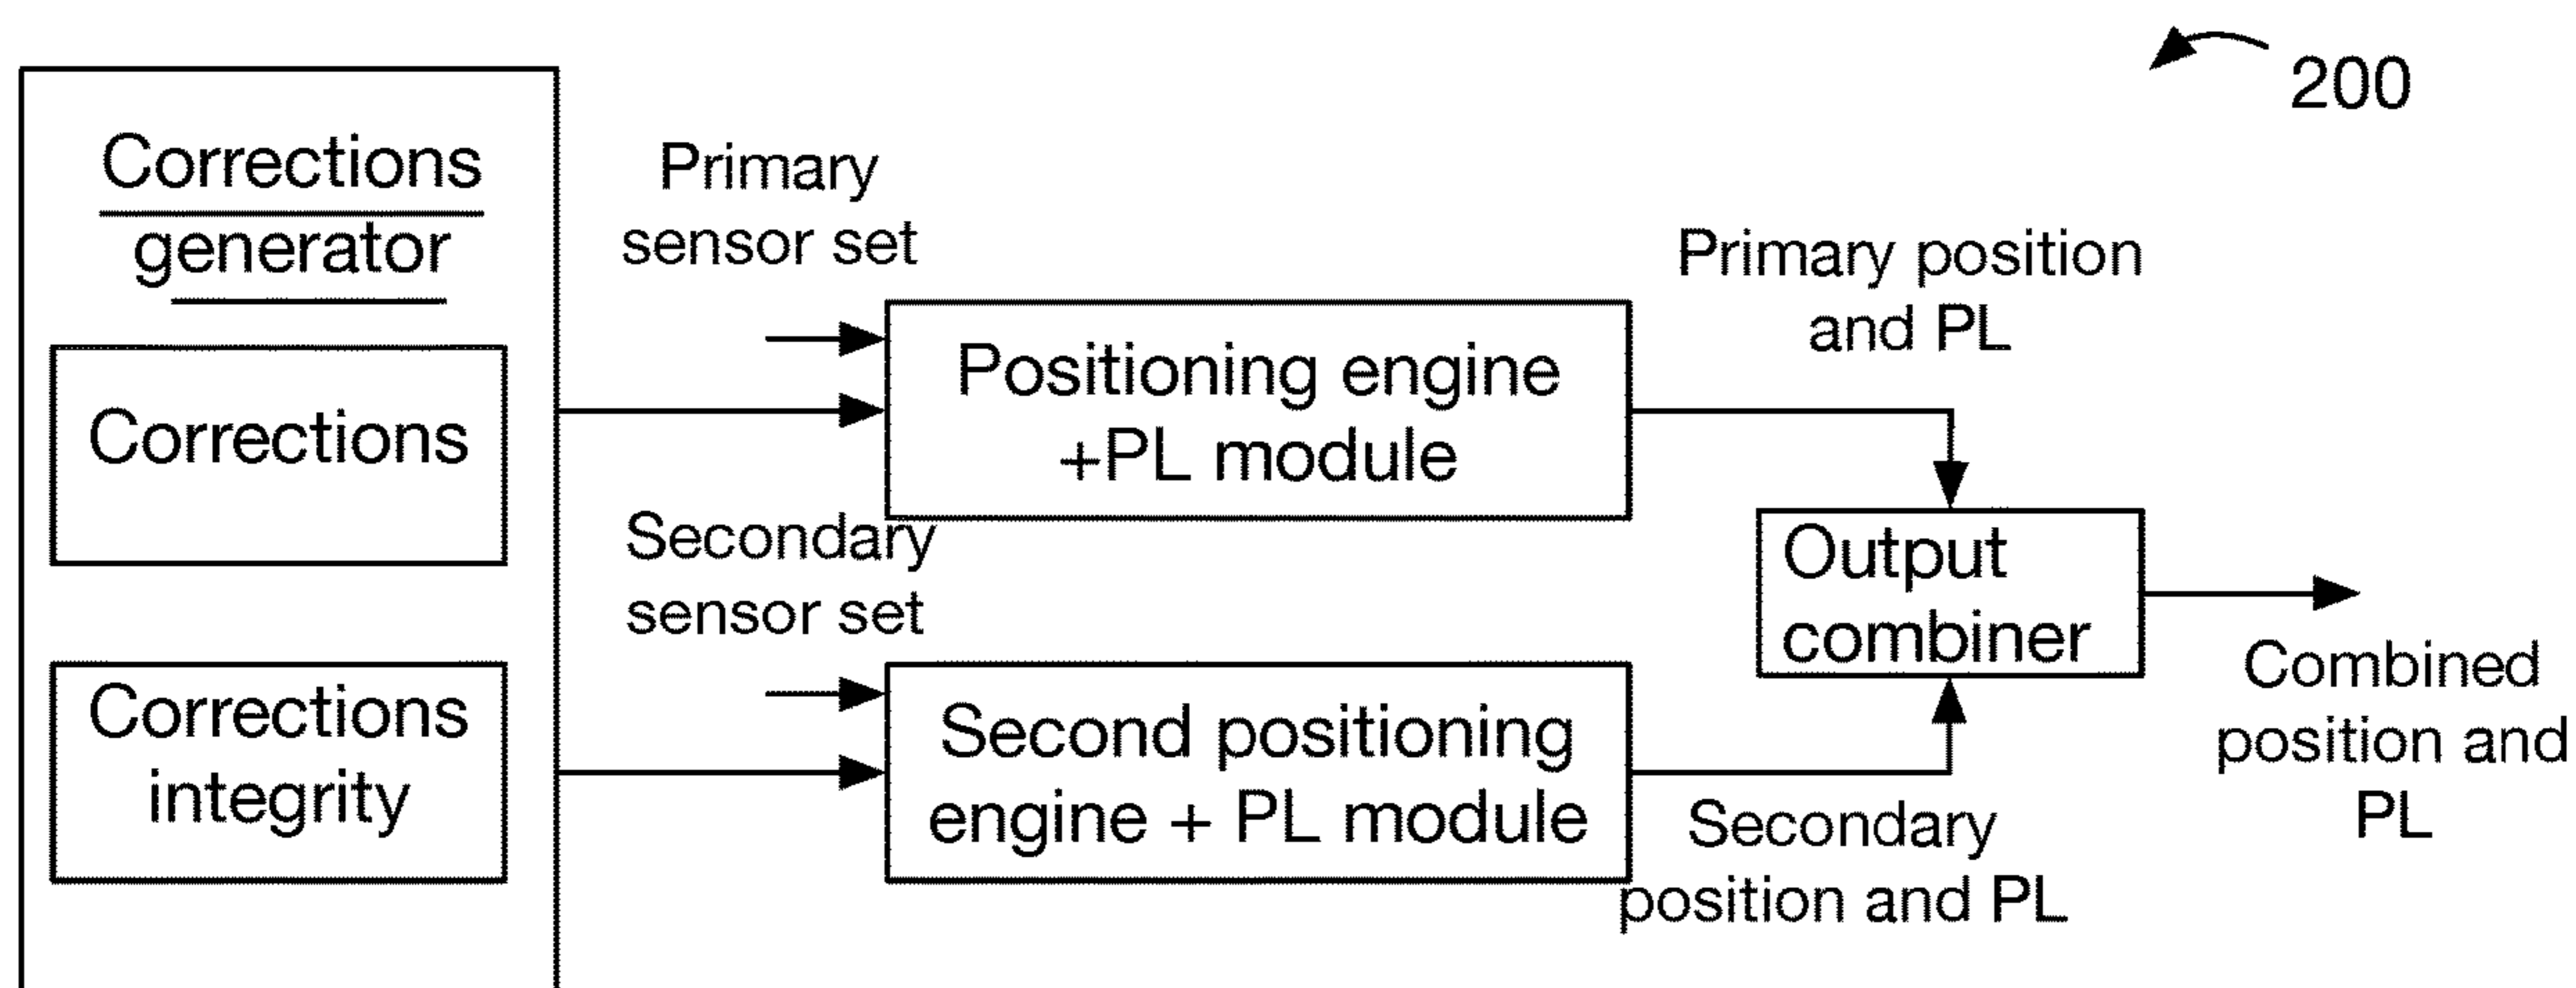 200
Corrections
generator
Corrections
Corrections
integrity
Primary
sensor set
Secondary
sensor set
Positioning engine
+PL module
Second positioning
engine + PL module
Primary position
and PL
Secondary
position and PL
Output
combiner
Combined
position and
PL